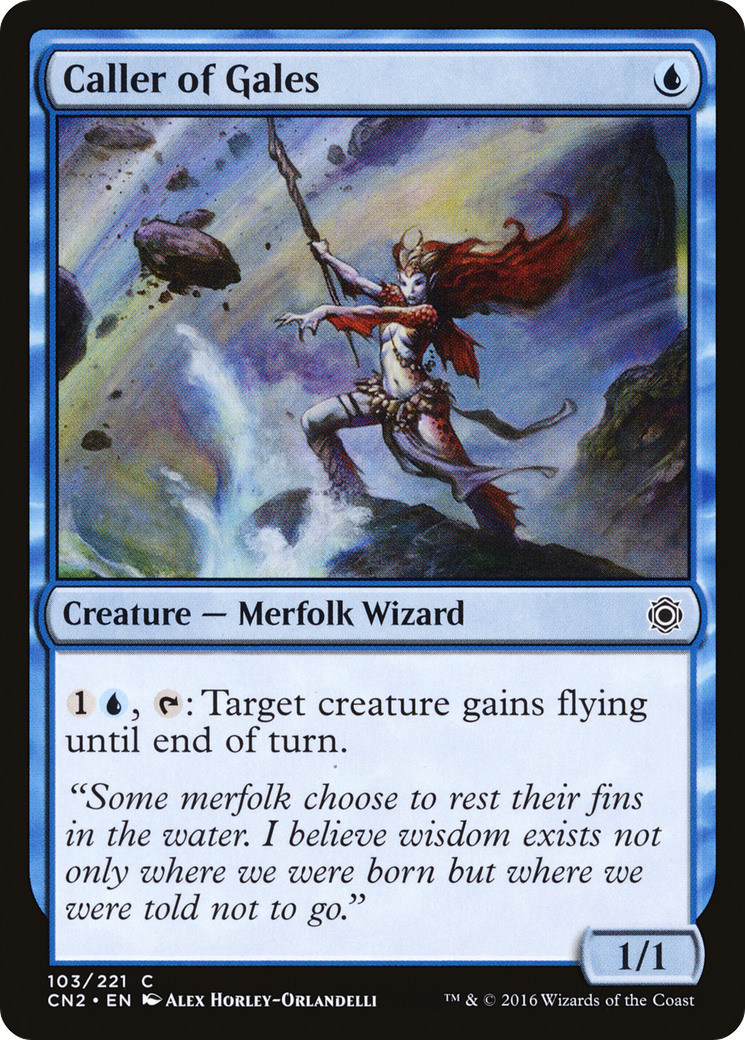 Caller of Gales
Creature — Merfolk Wizard
1 , : Target creature gains flying
until end of turn.
“Some merfolk choose to rest their fins
in the water. I believe wisdom exists not
only where we were born but where we
were told not to go.”
1/1
103/221 C
CN2 • EN Alex Horley-Orlandelli
™ & © 2016 Wizards of the Coast